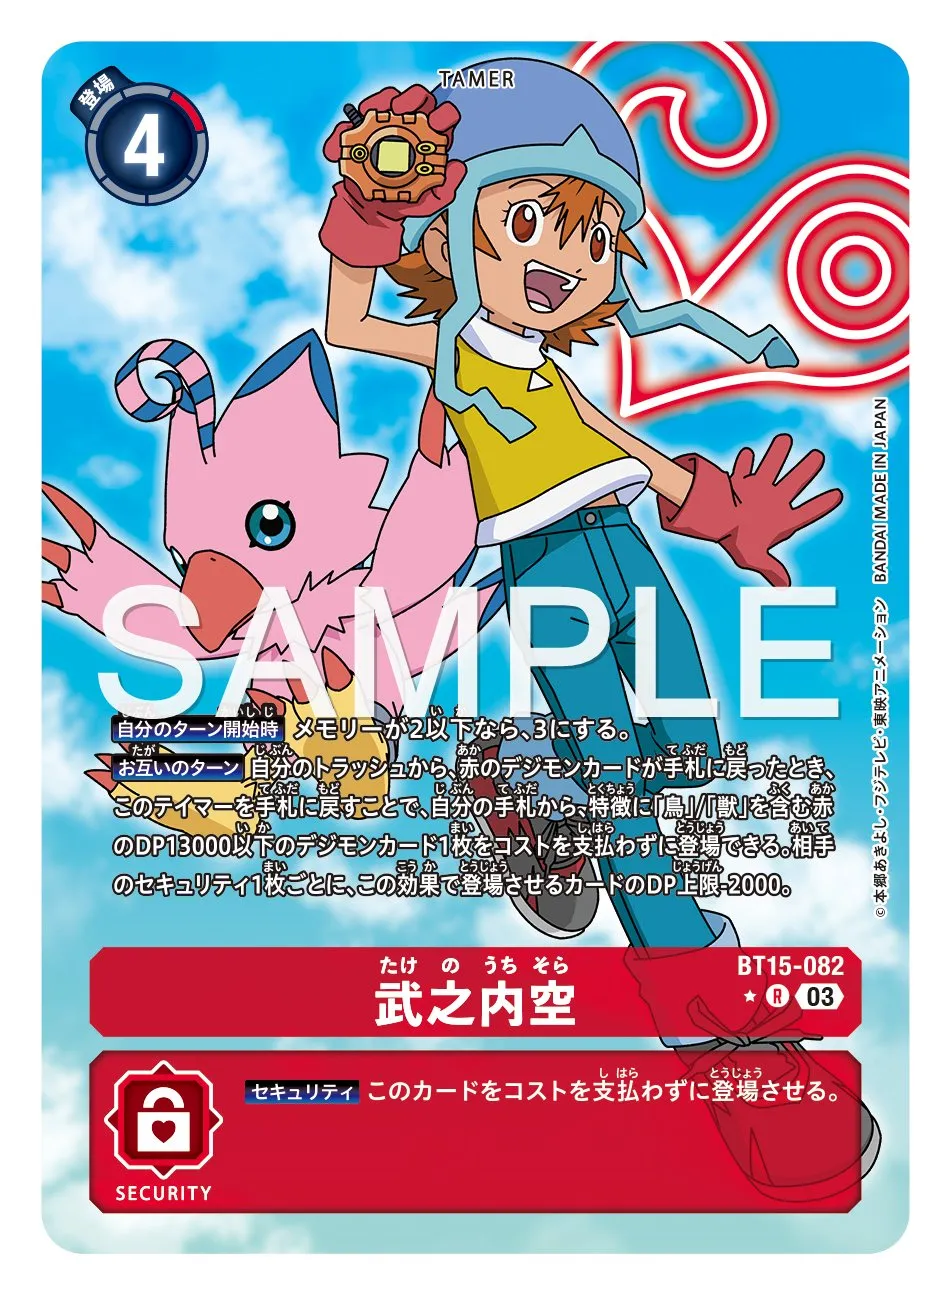 TAMER
登場
4
SAMPLE
自分のターン開始時 メモリーが2以下なら、3にする。
お互いのターン 自分のトラッシュから、赤のデジモンカードが手札に戻ったとき、
このテイマーを手札に戻すことで、自分の手札から、特徴に「鳥」/「獣」を含む赤
のDP13000以下のデジモンカード1枚をコストを支払わずに登場できる。相手
のセキュリティ1枚ごとに、この効果で登場させるカードのDP上限-2000。
©本郷あきよし・フジテレビ・東映アニメーション BANDAI MADE IN JAPAN
たけ の うち そら
武之内空
BT15-082
R 03
セキュリティ このカードをコストを支払わずに登場させる。
SECURITY